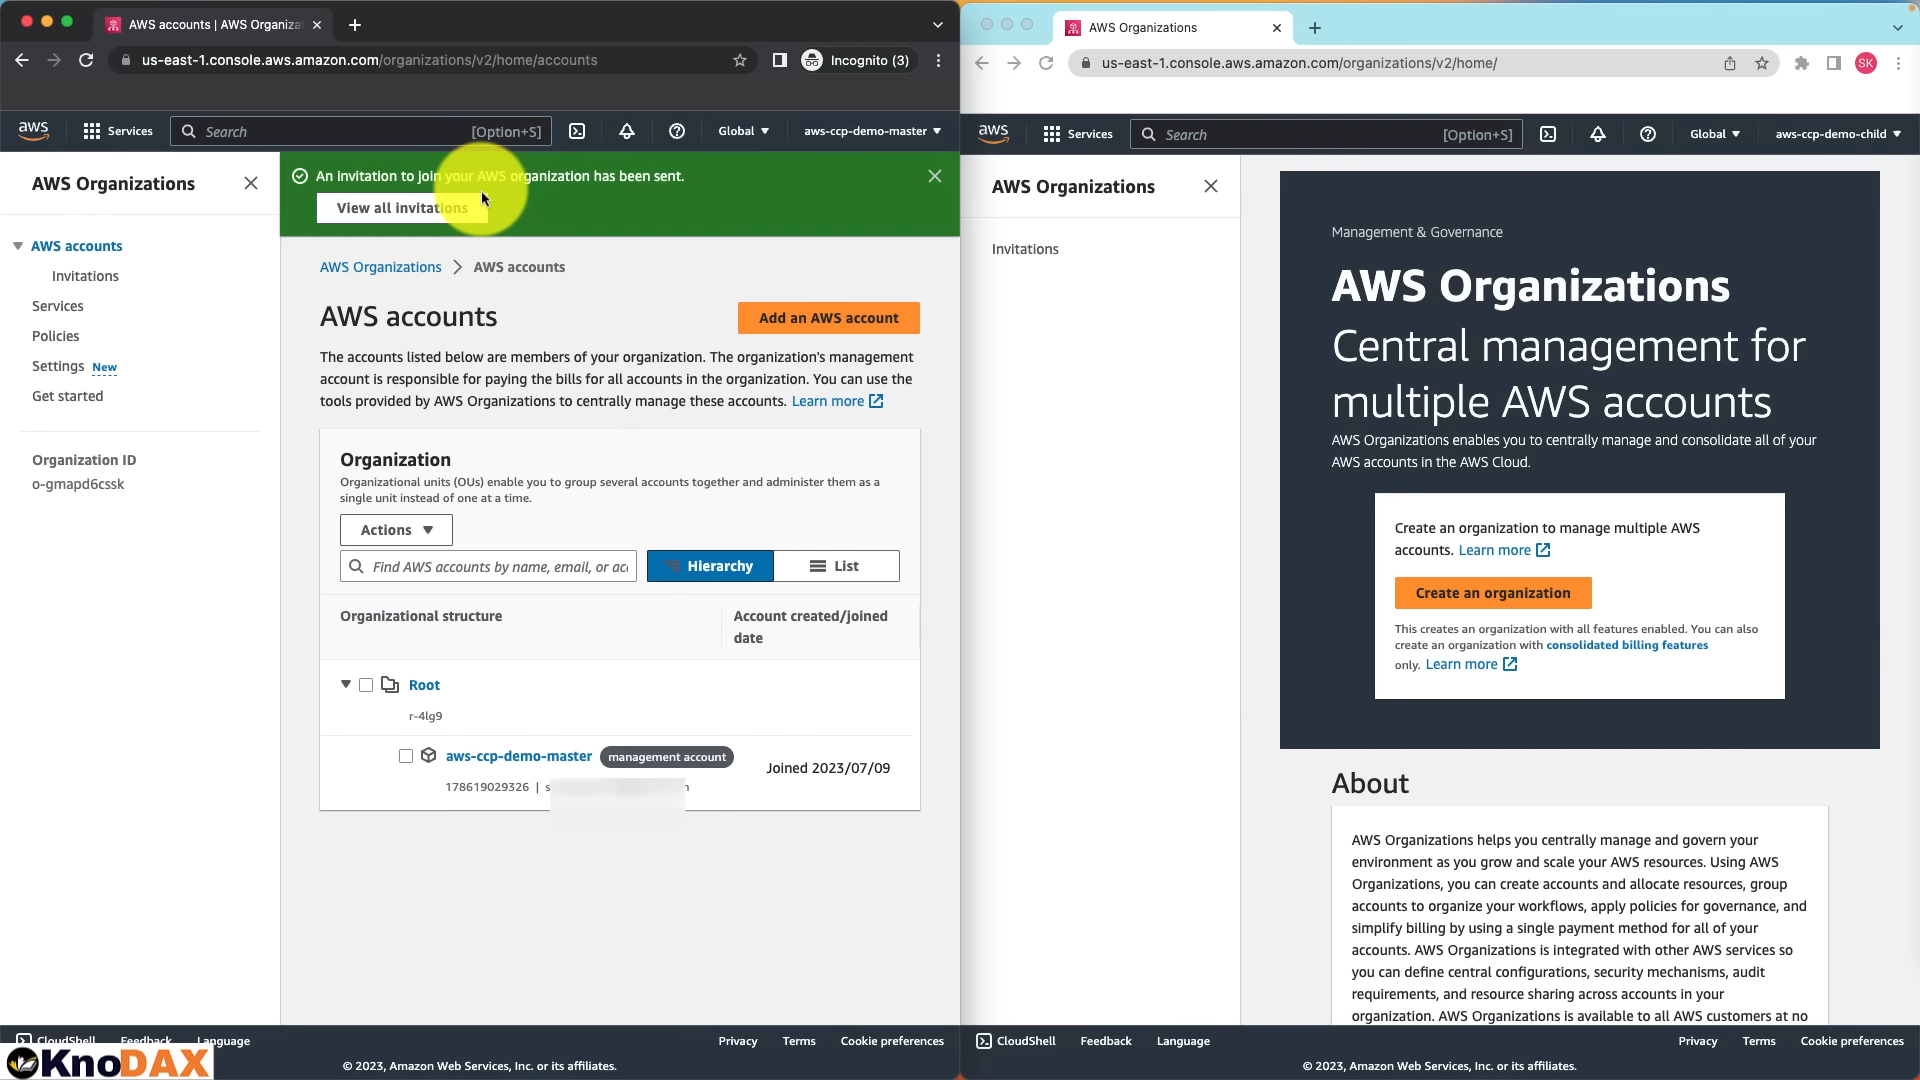 AWS accounts | AWS Organiza
us-east-1.console.aws.amazon.com/organizations/v2/home/accounts
Incognito (3)
aws
Services
Search
[Option+S]
Global
aws-ccp-demo-master
AWS Organizations
AWS accounts
Invitations
Services
Policies
Settings New
Get started
Organization ID
o-gmapd6cssk
An invitation to join your AWS organization has been sent.
View all invitations
AWS Organizations
AWS accounts
AWS accounts
Add an AWS account
The accounts listed below are members of your organization. The organization's management
account is responsible for paying the bills for all accounts in the organization. You can use the
tools provided by AWS Organizations to centrally manage these accounts. Learn more
Organization
Organizational units (OUs) enable you to group several accounts together and administer them as a
single unit instead of one at a time.
Actions
Find AWS accounts by name, email, or acc
Hierarchy
List
Organizational structure
Account created/joined
date
Root
r-4lg9
aws-ccp-demo-master management account
Joined 2023/07/09
178619029326 |
CloudShell
Feedback
Language
Privacy
Terms
Cookie preferences
© 2023, Amazon Web Services, Inc. or its affiliates.
KnoDAX
AWS Organizations
us-east-1.console.aws.amazon.com/organizations/v2/home/
SK
aws
Services
Search
[Option+S]
Global
aws-ccp-demo-child
AWS Organizations
Invitations
Management & Governance
AWS Organizations
Central management for
multiple AWS accounts
AWS Organizations enables you to centrally manage and consolidate all of your
AWS accounts in the AWS Cloud.
Create an organization to manage multiple AWS
accounts. Learn more
Create an organization
This creates an organization with all features enabled. You can also
create an organization with consolidated billing features
only. Learn more
About
AWS Organizations helps you centrally manage and govern your
environment as you grow and scale your AWS resources. Using AWS
Organizations, you can create accounts and allocate resources, group
accounts to organize your workflows, apply policies for governance, and
simplify billing by using a single payment method for all of your
accounts. AWS Organizations is integrated with other AWS services so
you can define central configurations, security mechanisms, audit
requirements, and resource sharing across accounts in your
organization. AWS Organizations is available to all AWS customers at no
CloudShell
Feedback
Language
Privacy
Terms
Cookie preferences
© 2023, Amazon Web Services, Inc. or its affiliates.